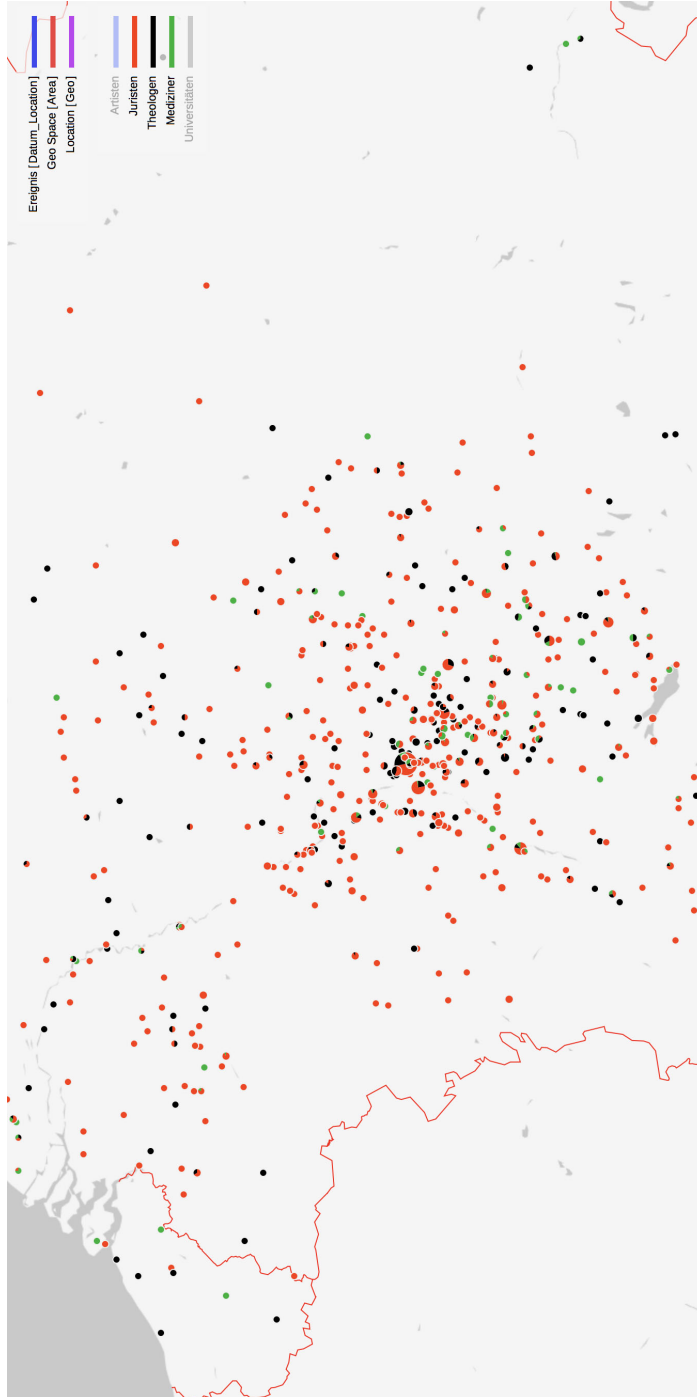 Ereignis [Datum_Location]
Geo Space [Area]
Location [Geo]
Artisten
Juristen
Theologen
Mediziner
Universitäten